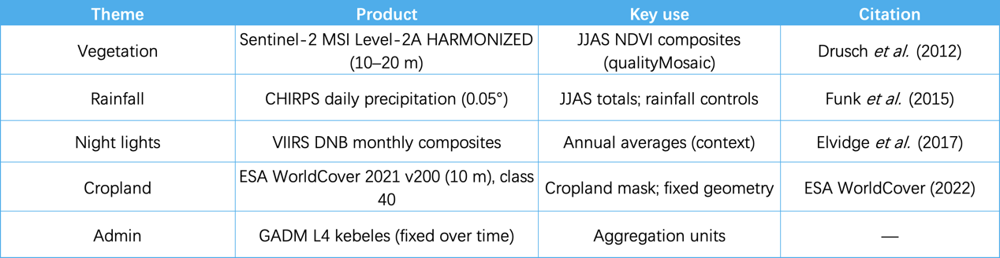 Theme Product Key use Citation
Vegetation Sentinel-2 MSI Level-2A HARMONIZED (10–20 m) JJAS NDVI composites (qualityMosaic) Drusch et al. (2012)
Rainfall CHIRPS daily precipitation (0.05°) JJAS totals; rainfall controls Funk et al. (2015)
Night lights VIIRS DNB monthly composites Annual averages (context) Elvidge et al. (2017)
Cropland ESA WorldCover 2021 v200 (10 m), class 40 Cropland mask; fixed geometry ESA WorldCover (2022)
Admin GADM L4 kebeles (fixed over time) Aggregation units —